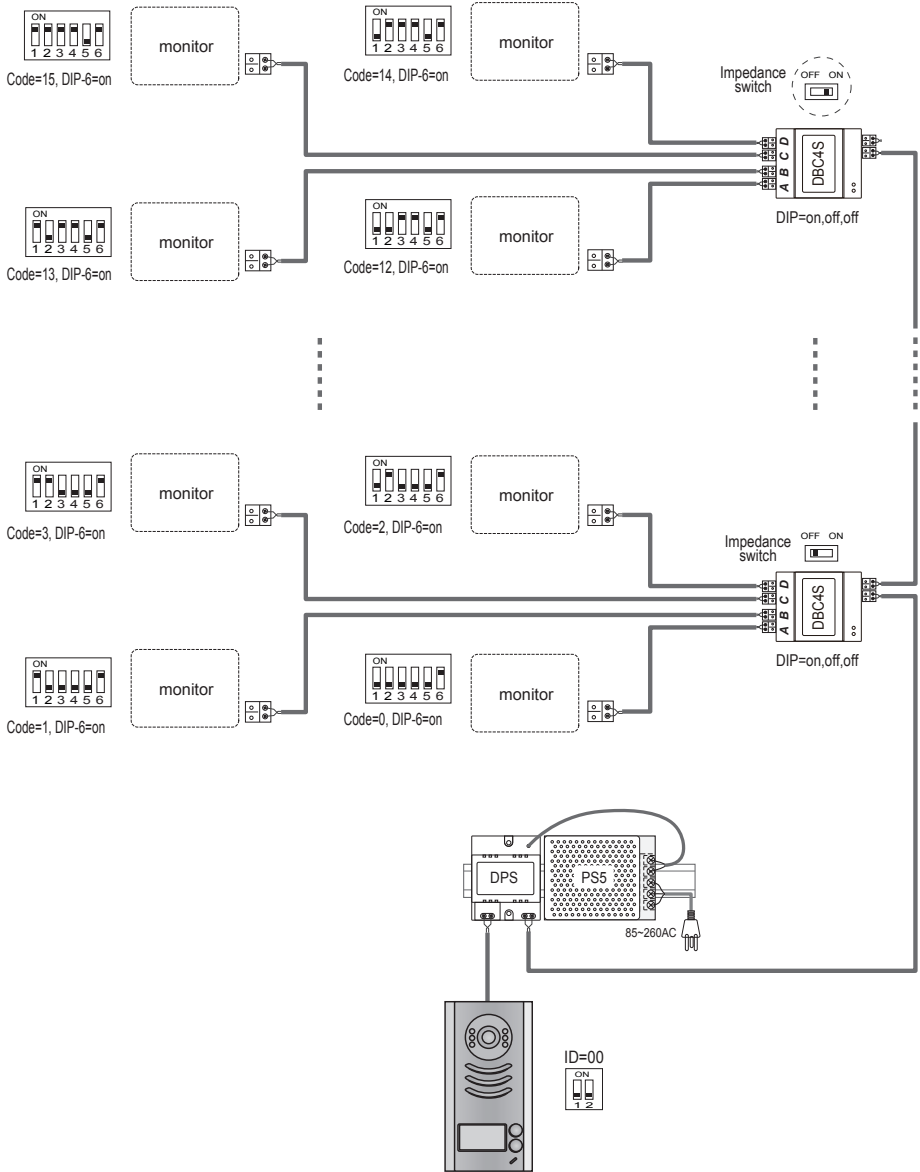 ON
1 2 3 4 5 6
Code=15, DIP-6=on
monitor
ON
1 2 3 4 5 6
Code=14, DIP-6=on
monitor
Impedance
switch
OFF ON
A B C D
DBC4S
DIP=on,off,off
ON
1 2 3 4 5 6
Code=13, DIP-6=on
monitor
ON
1 2 3 4 5 6
Code=12, DIP-6=on
monitor
ON
1 2 3 4 5 6
Code=3, DIP-6=on
monitor
ON
1 2 3 4 5 6
Code=2, DIP-6=on
monitor
Impedance
switch
OFF ON
A B C D
DBC4S
DIP=on,off,off
ON
1 2 3 4 5 6
Code=1, DIP-6=on
monitor
ON
1 2 3 4 5 6
Code=0, DIP-6=on
monitor
DPS
PS5
85~260AC
ID=00
ON
1 2